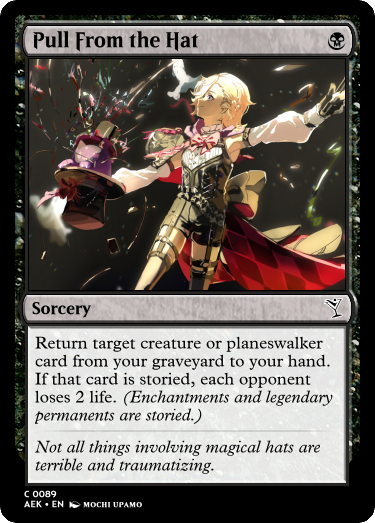 Pull From the Hat
Sorcery
Return target creature or planeswalker
card from your graveyard to your hand.
If that card is storied, each opponent
loses 2 life. (Enchantments and legendary
permanents are storied.)
Not all things involving magical hats are
terrible and traumatizing.
C 0089
AEK • EN MOCHI UPAMO